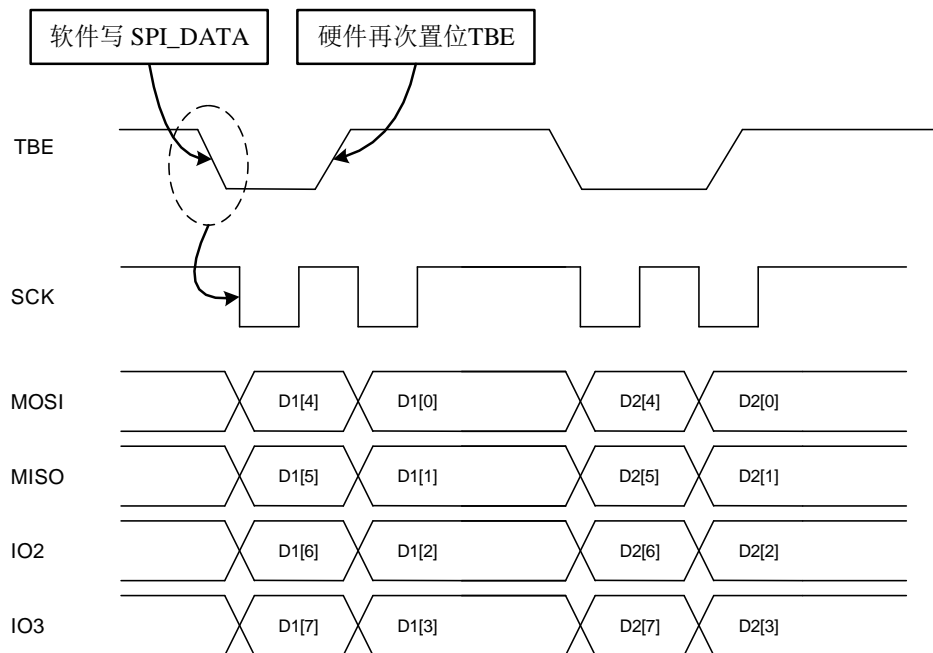 软件写 SPI_DATA
硬件再次置位TBE
TBE
SCK
MOSI D1[4] D1[0] D2[4] D2[0]
MISO D1[5] D1[1] D2[5] D2[1]
IO2 D1[6] D1[2] D2[6] D2[2]
IO3 D1[7] D1[3] D2[7] D2[3]